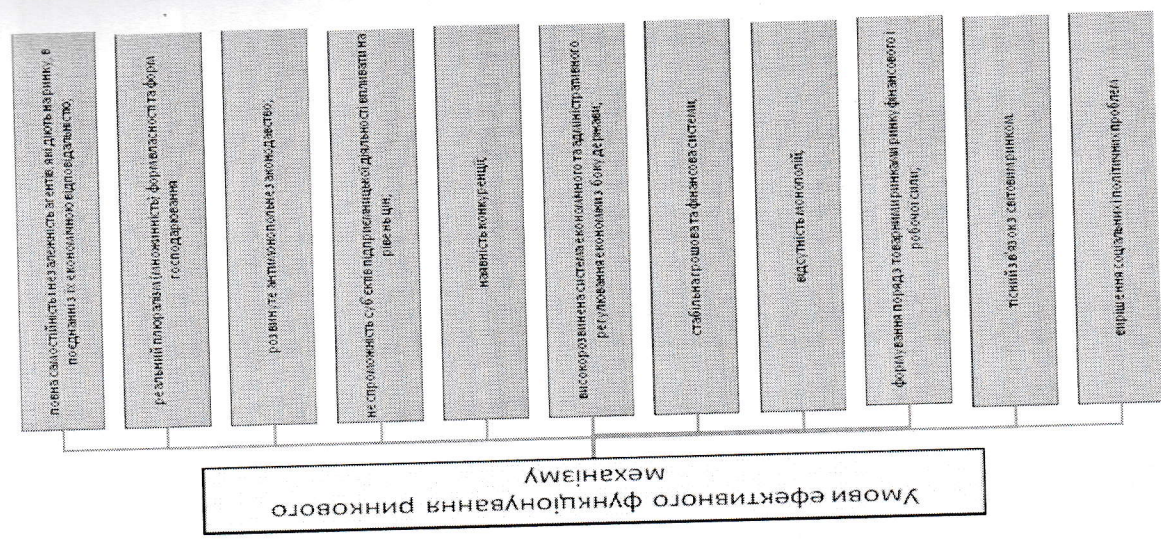 Умови ефективного функціонування ринкового
механізму
повна самостійність і незалежність агентів, які діють на ринку, в
поєднанні з їх економічною відповідальністю;
реальний плюралізм (множинність) форм власності та форм
господарювання
розвинуте антимонопольне законодавство;
неспроможність суб'єктів підприємницької діяльності впливати на
рівень цін;
наявність конкуренції;
високорозвинена система економічного та адміністративного
регулювання економіки з боку держави;
стабільна грошова та фінансова системи;
відсутність монополій;
формування поряд з товарними ринками ринку фінансового і
робочої сили;
тісний зв'язок з світовим ринком.
вирішення соціальних і політичних проблем